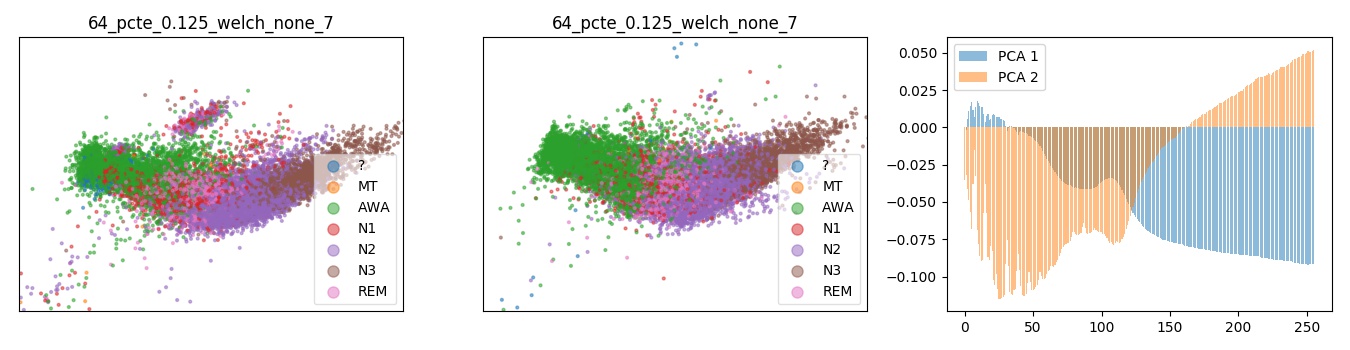 64_pcte_0.125_welch_none_7
?
MT
AWA
N1
N2
N3
REM
64_pcte_0.125_welch_none_7
?
MT
AWA
N1
N2
N3
REM
PCA 1
PCA 2
0.050
0.025
0.000
−0.025
−0.050
−0.075
−0.100
0 50 100 150 200 250